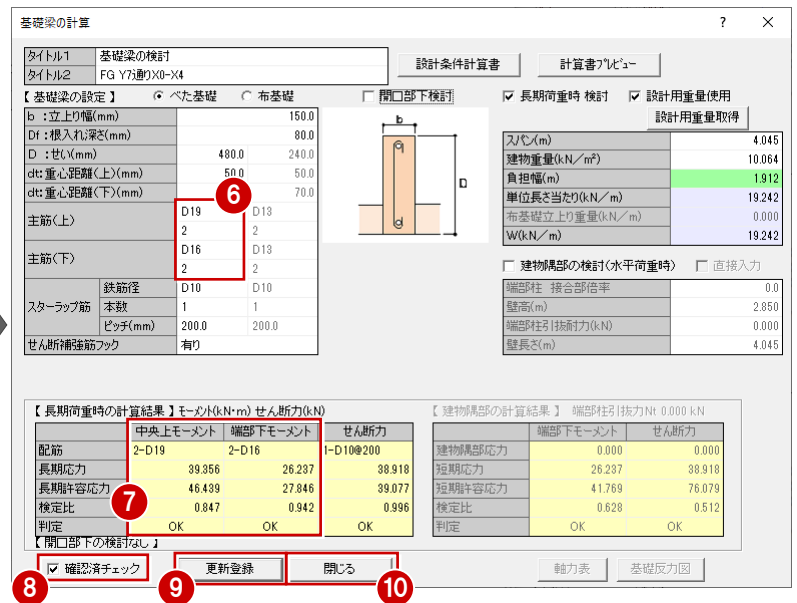 基礎梁の計算 ? ×
タイトル1 基礎梁の検討
タイトル2 FG Y7通りX0-X4
設計条件計算書 計算書プレビュー
【 基礎梁の設定 】 べた基礎 布基礎 開口部下検討 長期荷重時 検討 設計用重量使用
設計用重量取得
b :立上り幅(mm) 150.0
Df :根入れ深さ(mm) 80.0
D :せい(mm) 480.0 240.0
dt:重心距離(上)(mm) 50.0 50.0
dt:重心距離(下)(mm) 70.0
6
主筋(上) D19 D13
2 2
主筋(下) D16 D13
2 2
スターラップ筋 鉄筋径 D10 D10
本数 1 1
ピッチ(mm) 200.0 200.0
せん断補強筋フック 有り
b
D
スパン(m) 4.045
建物重量(kN/m²) 10.064
負担幅(m) 1.912
単位長さ当たり(kN/m) 19.242
布基礎立上り重量(kN/m) 0.000
W(kN/m) 19.242
建物隅部の検討(水平荷重時) 直接入力
端部柱 接合部倍率 0.0
壁高(m) 2.850
端部柱引抜耐力(kN) 0.000
壁長さ(m) 4.045
【 長期荷重時の計算結果 】モーメント(kN・m) せん断力(kN)
中央上モーメント 端部下モーメント せん断力
配筋 2-D19 2-D16 1-D10@200
長期応力 39.356 26.237 38.918
長期許容応力 46.439 27.846 39.077
検定比 0.847 0.942 0.996
判定 OK OK OK
7
【 開口部下の検討なし 】
【 建物隅部の計算結果 】 端部柱引抜力Nt 0.000 kN
端部下モーメント せん断力
建物隅部応力 0.000 0.000
短期応力 26.237 38.918
短期許容応力 41.769 76.079
検定比 0.628 0.512
判定 OK OK
8 確認済チェック 9 更新登録 10 閉じる 軸力表 基礎反力図